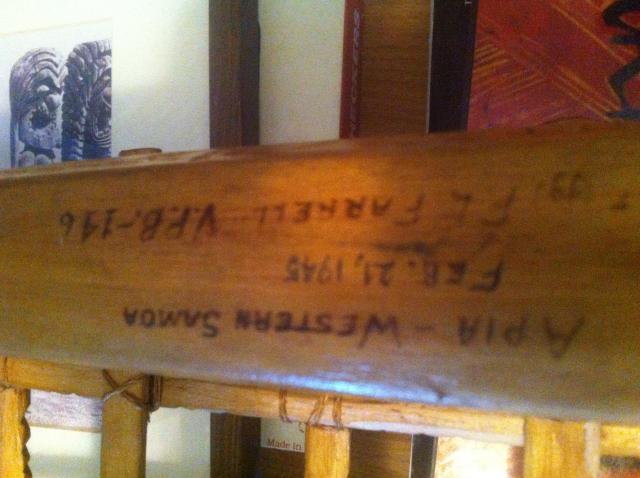 APIA - WESTERN SAMOA
FEB. 21, 1945
F.L. FARRELL V.P.B.-146
Made in